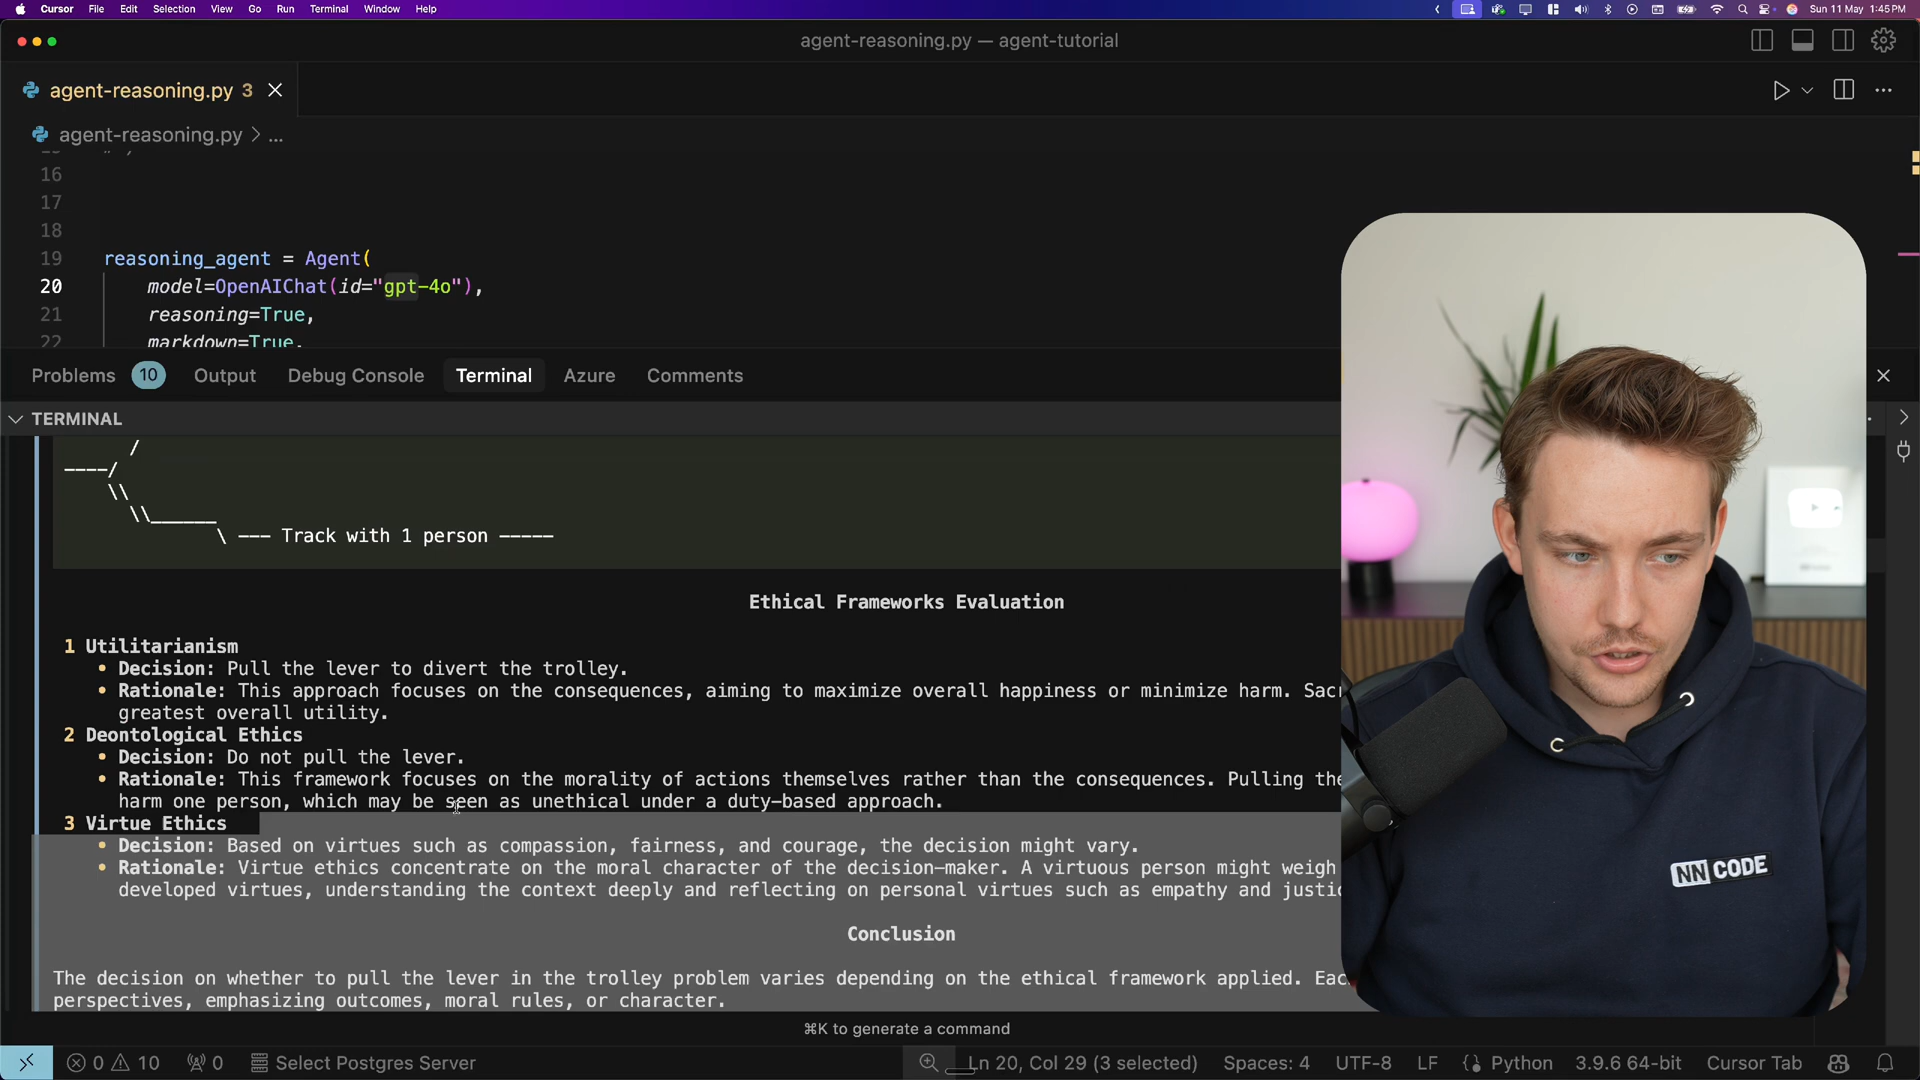 Cursor File Edit Selection View Go Run Terminal Window Help Sun 11 May 1:45 PM
agent-reasoning.py — agent-tutorial
agent-reasoning.py 3
agent-reasoning.py > ...
16
17
18
19 reasoning_agent = Agent(
20 model=OpenAIChat(id="gpt-4o"),
21 reasoning=True,
22 markdown=True,
Problems 10 Output Debug Console Terminal Azure Comments
TERMINAL
/
----/
\\
\\______
\ --- Track with 1 person -----
Ethical Frameworks Evaluation
1 Utilitarianism
• Decision: Pull the lever to divert the trolley.
• Rationale: This approach focuses on the consequences, aiming to maximize overall happiness or minimize harm.
greatest overall utility.
2 Deontological Ethics
• Decision: Do not pull the lever.
• Rationale: This framework focuses on the morality of actions themselves rather than the consequences. Pulling the
harm one person, which may be seen as unethical under a duty-based approach.
3 Virtue Ethics
• Decision: Based on virtues such as compassion, fairness, and courage, the decision might vary.
• Rationale: Virtue ethics concentrate on the moral character of the decision-maker. A virtuous person might weigh
developed virtues, understanding the context deeply and reflecting on personal virtues such as empathy and
Conclusion
The decision on whether to pull the lever in the trolley problem varies depending on the ethical framework applied.
perspectives, emphasizing outcomes, moral rules, or character.
⌘K to generate a command
NN CODE
0 10 0 Select Postgres Server Ln 20, Col 29 (3 selected) Spaces: 4 UTF-8 LF {} Python 3.9.6 64-bit Cursor Tab